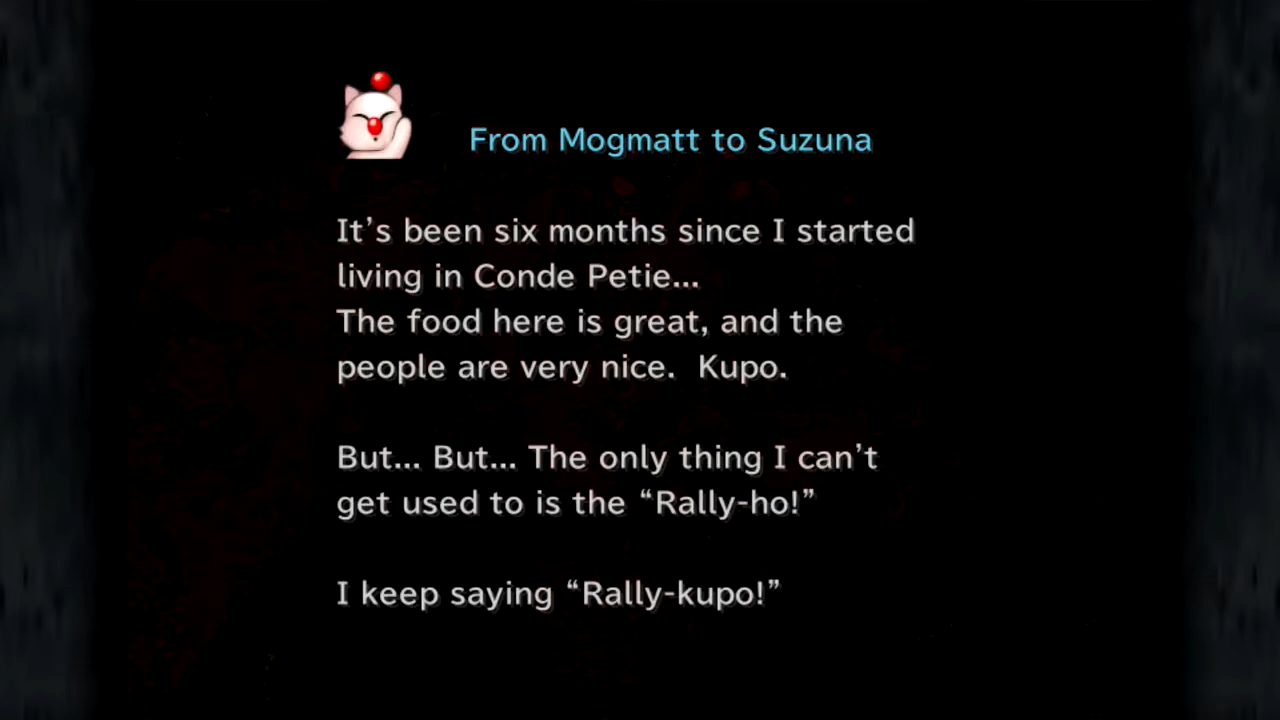 From Mogmatt to Suzuna
It’s been six months since I started
living in Conde Petie...
The food here is great, and the
people are very nice.  Kupo.
But... But... The only thing I can’t
get used to is the “Rally-ho!”
I keep saying “Rally-kupo!”